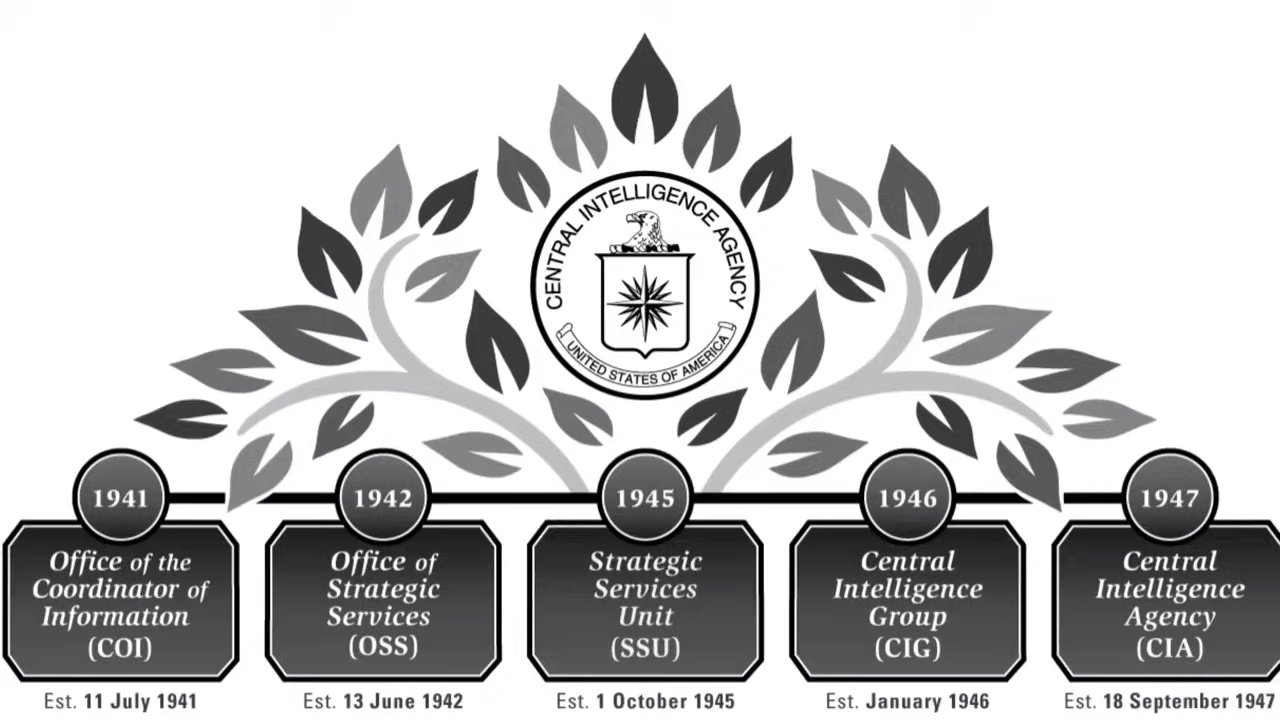 CENTRAL INTELLIGENCE AGENCY
UNITED STATES OF AMERICA
1941
Office of the
Coordinator of
Information
(COI)
Est. 11 July 1941
1942
Office of
Strategic
Services
(OSS)
Est. 13 June 1942
1945
Strategic
Services
Unit
(SSU)
Est. 1 October 1945
1946
Central
Intelligence
Group
(CIG)
Est. January 1946
1947
Central
Intelligence
Agency
(CIA)
Est. 18 September 1947